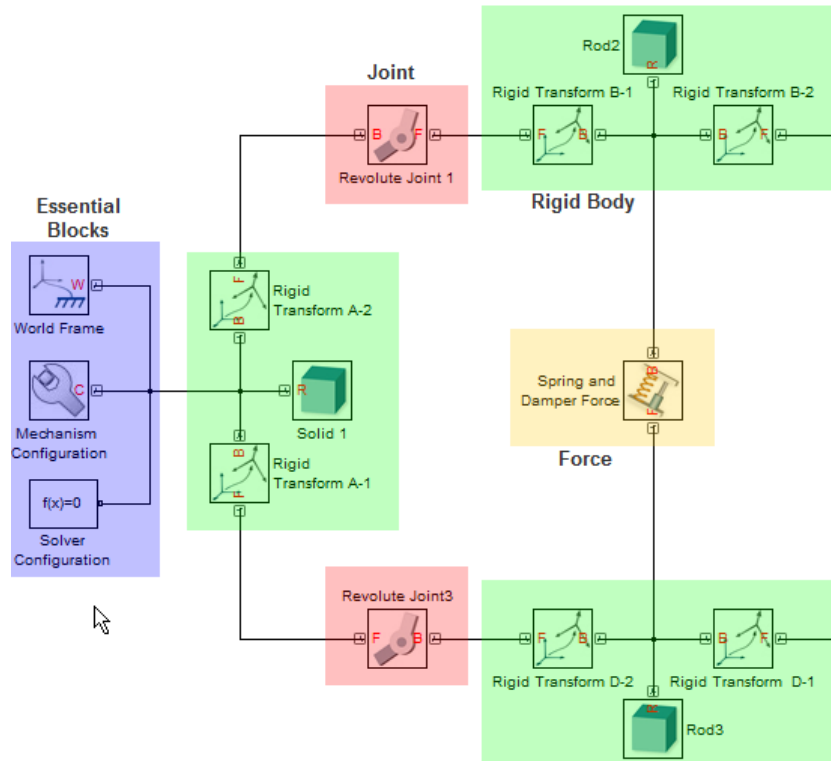 Rod2
R
Joint
Rigid Transform B-1
Rigid Transform B-2
B F
F B
B F
Revolute Joint 1
Rigid Body
Essential
Blocks
W
World Frame
F
B
Rigid
Transform A-2
C
Mechanism
Configuration
R
Solid 1
Spring and
Damper Force
B
F
Force
B
F
Rigid
Transform A-1
f(x)=0
Solver
Configuration
Revolute Joint3
F B
F B
B F
Rigid Transform D-2
Rigid Transform D-1
R
Rod3